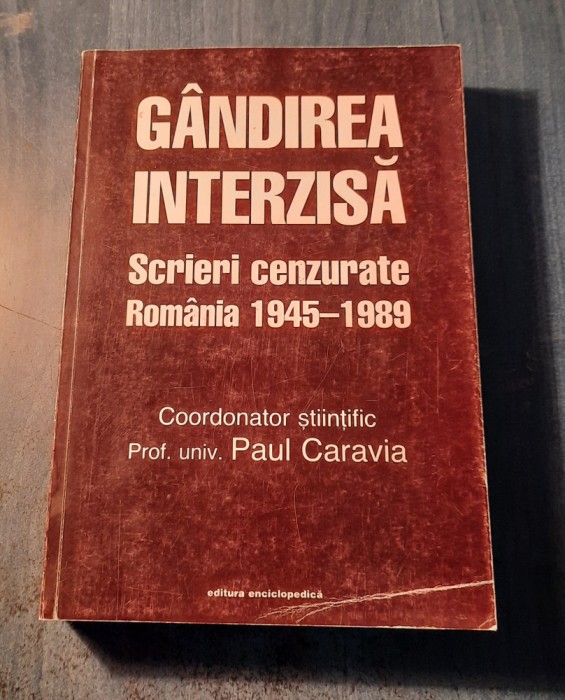 GÂNDIREA
INTERZISĂ
Scrieri cenzurate
România 1945–1989
Coordonator științific
Prof. univ. Paul Caravia
editura enciclopedică